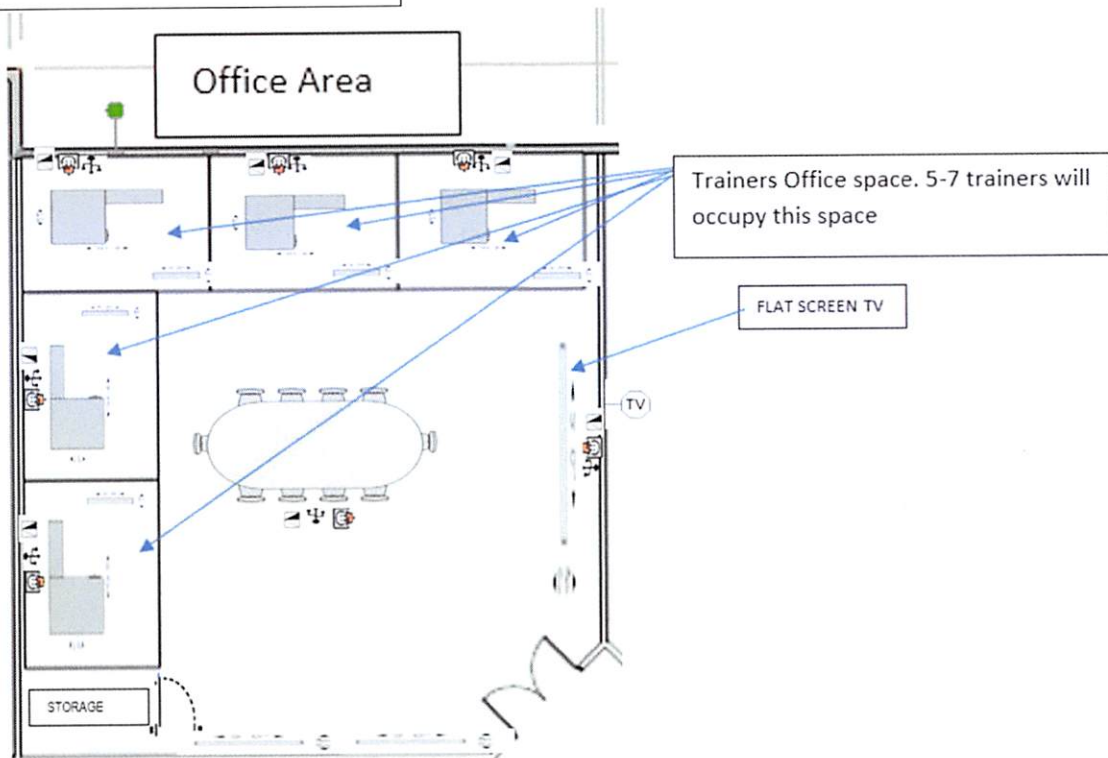 Office Area
Trainers Office space. 5-7 trainers will
occupy this space
FLAT SCREEN TV
TV
STORAGE